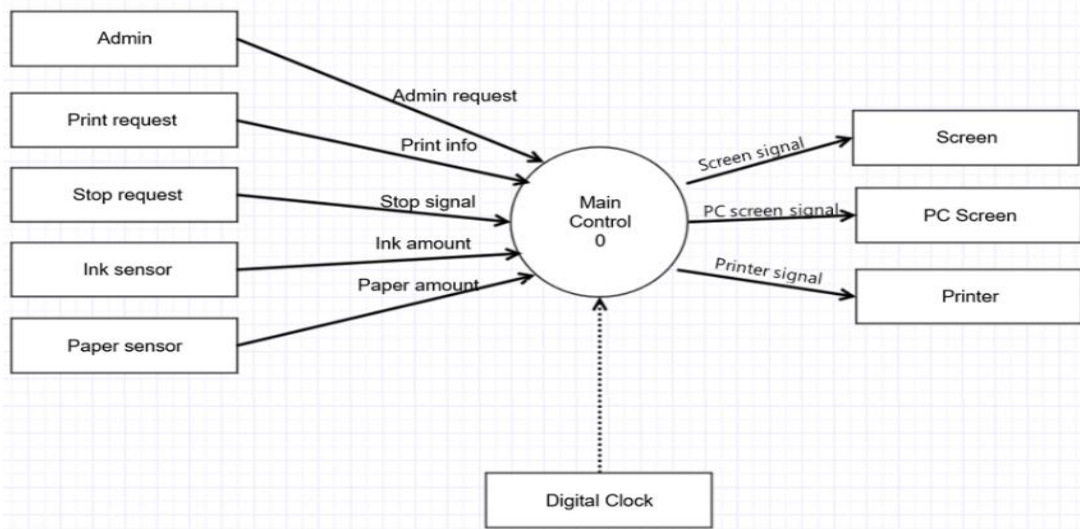 Admin
Admin request
Print request
Print info
Stop request
Stop signal
Ink sensor
Ink amount
Paper sensor
Paper amount
Main
Control
0
Screen signal
Screen
PC screen signal
PC Screen
Printer signal
Printer
Digital Clock